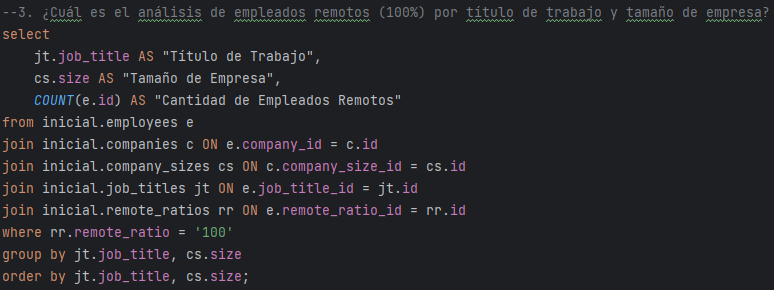 --3. ¿Cuál es el análisis de empleados remotos (100%) por título de trabajo y tamaño de empresa?
select
    jt.job_title AS "Título de Trabajo",
    cs.size AS "Tamaño de Empresa",
    COUNT(e.id) AS "Cantidad de Empleados Remotos"
from inicial.employees e
join inicial.companies c ON e.company_id = c.id
join inicial.company_sizes cs ON c.company_size_id = cs.id
join inicial.job_titles jt ON e.job_title_id = jt.id
join inicial.remote_ratios rr ON e.remote_ratio_id = rr.id
where rr.remote_ratio = '100'
group by jt.job_title, cs.size
order by jt.job_title, cs.size;